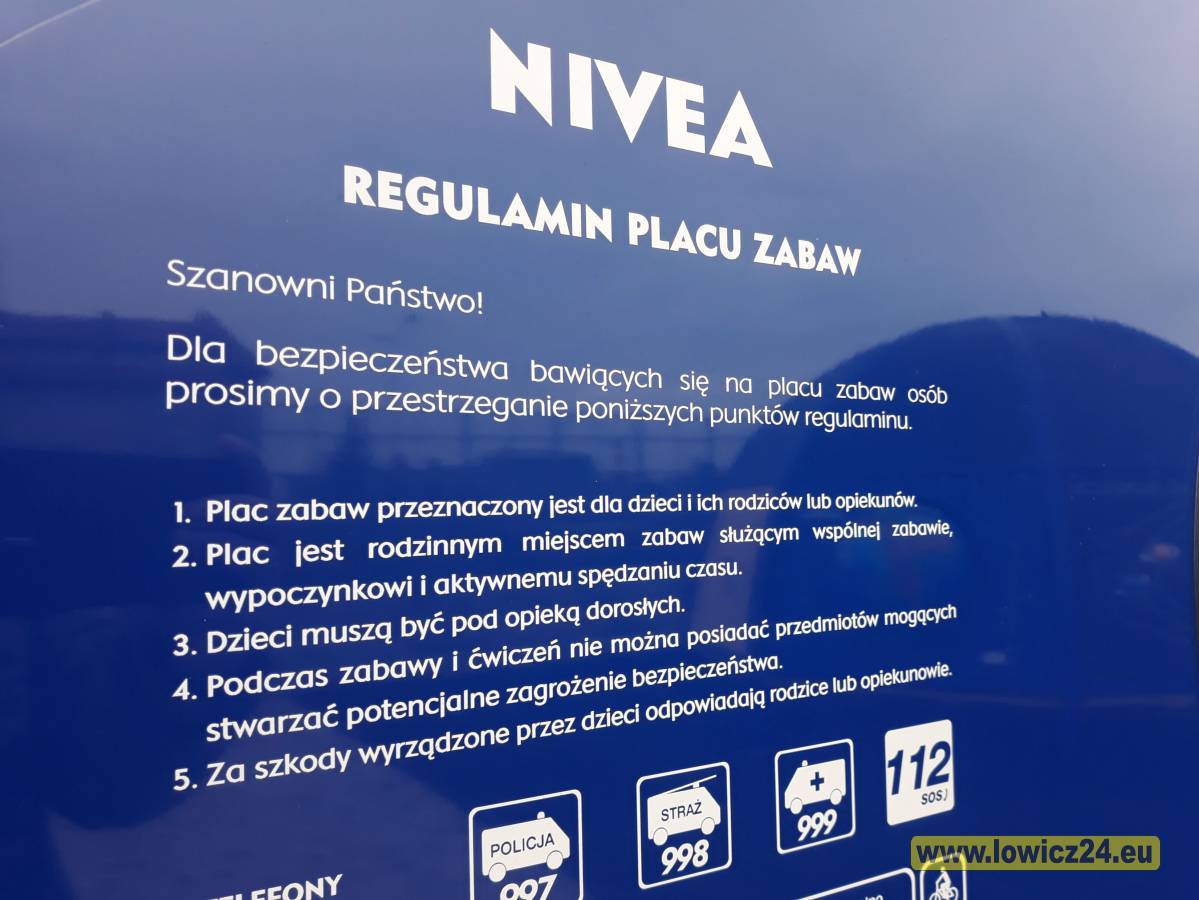 NIVEA
REGULAMIN PLACU ZABAW
Szanowni Państwo!
Dla bezpieczeństwa bawiących się na placu zabaw osób
prosimy o przestrzeganie poniższych punktów regulaminu.
1. Plac zabaw przeznaczony jest dla dzieci i ich rodziców lub opiekunów.
2. Plac jest rodzinnym miejscem zabaw służącym wspólnej zabawie,
wypoczynkowi i aktywnemu spędzaniu czasu.
3. Dzieci muszą być pod opieką dorosłych.
4. Podczas zabawy i ćwiczeń nie można posiadać przedmiotów mogących
stwarzać potencjalne zagrożenie bezpieczeństwa.
5. Za szkody wyrządzone przez dzieci odpowiadają rodzice lub opiekunowie.
POLICJA
997
STRAŻ
998
999
112
SOS)
www.lowicz24.eu